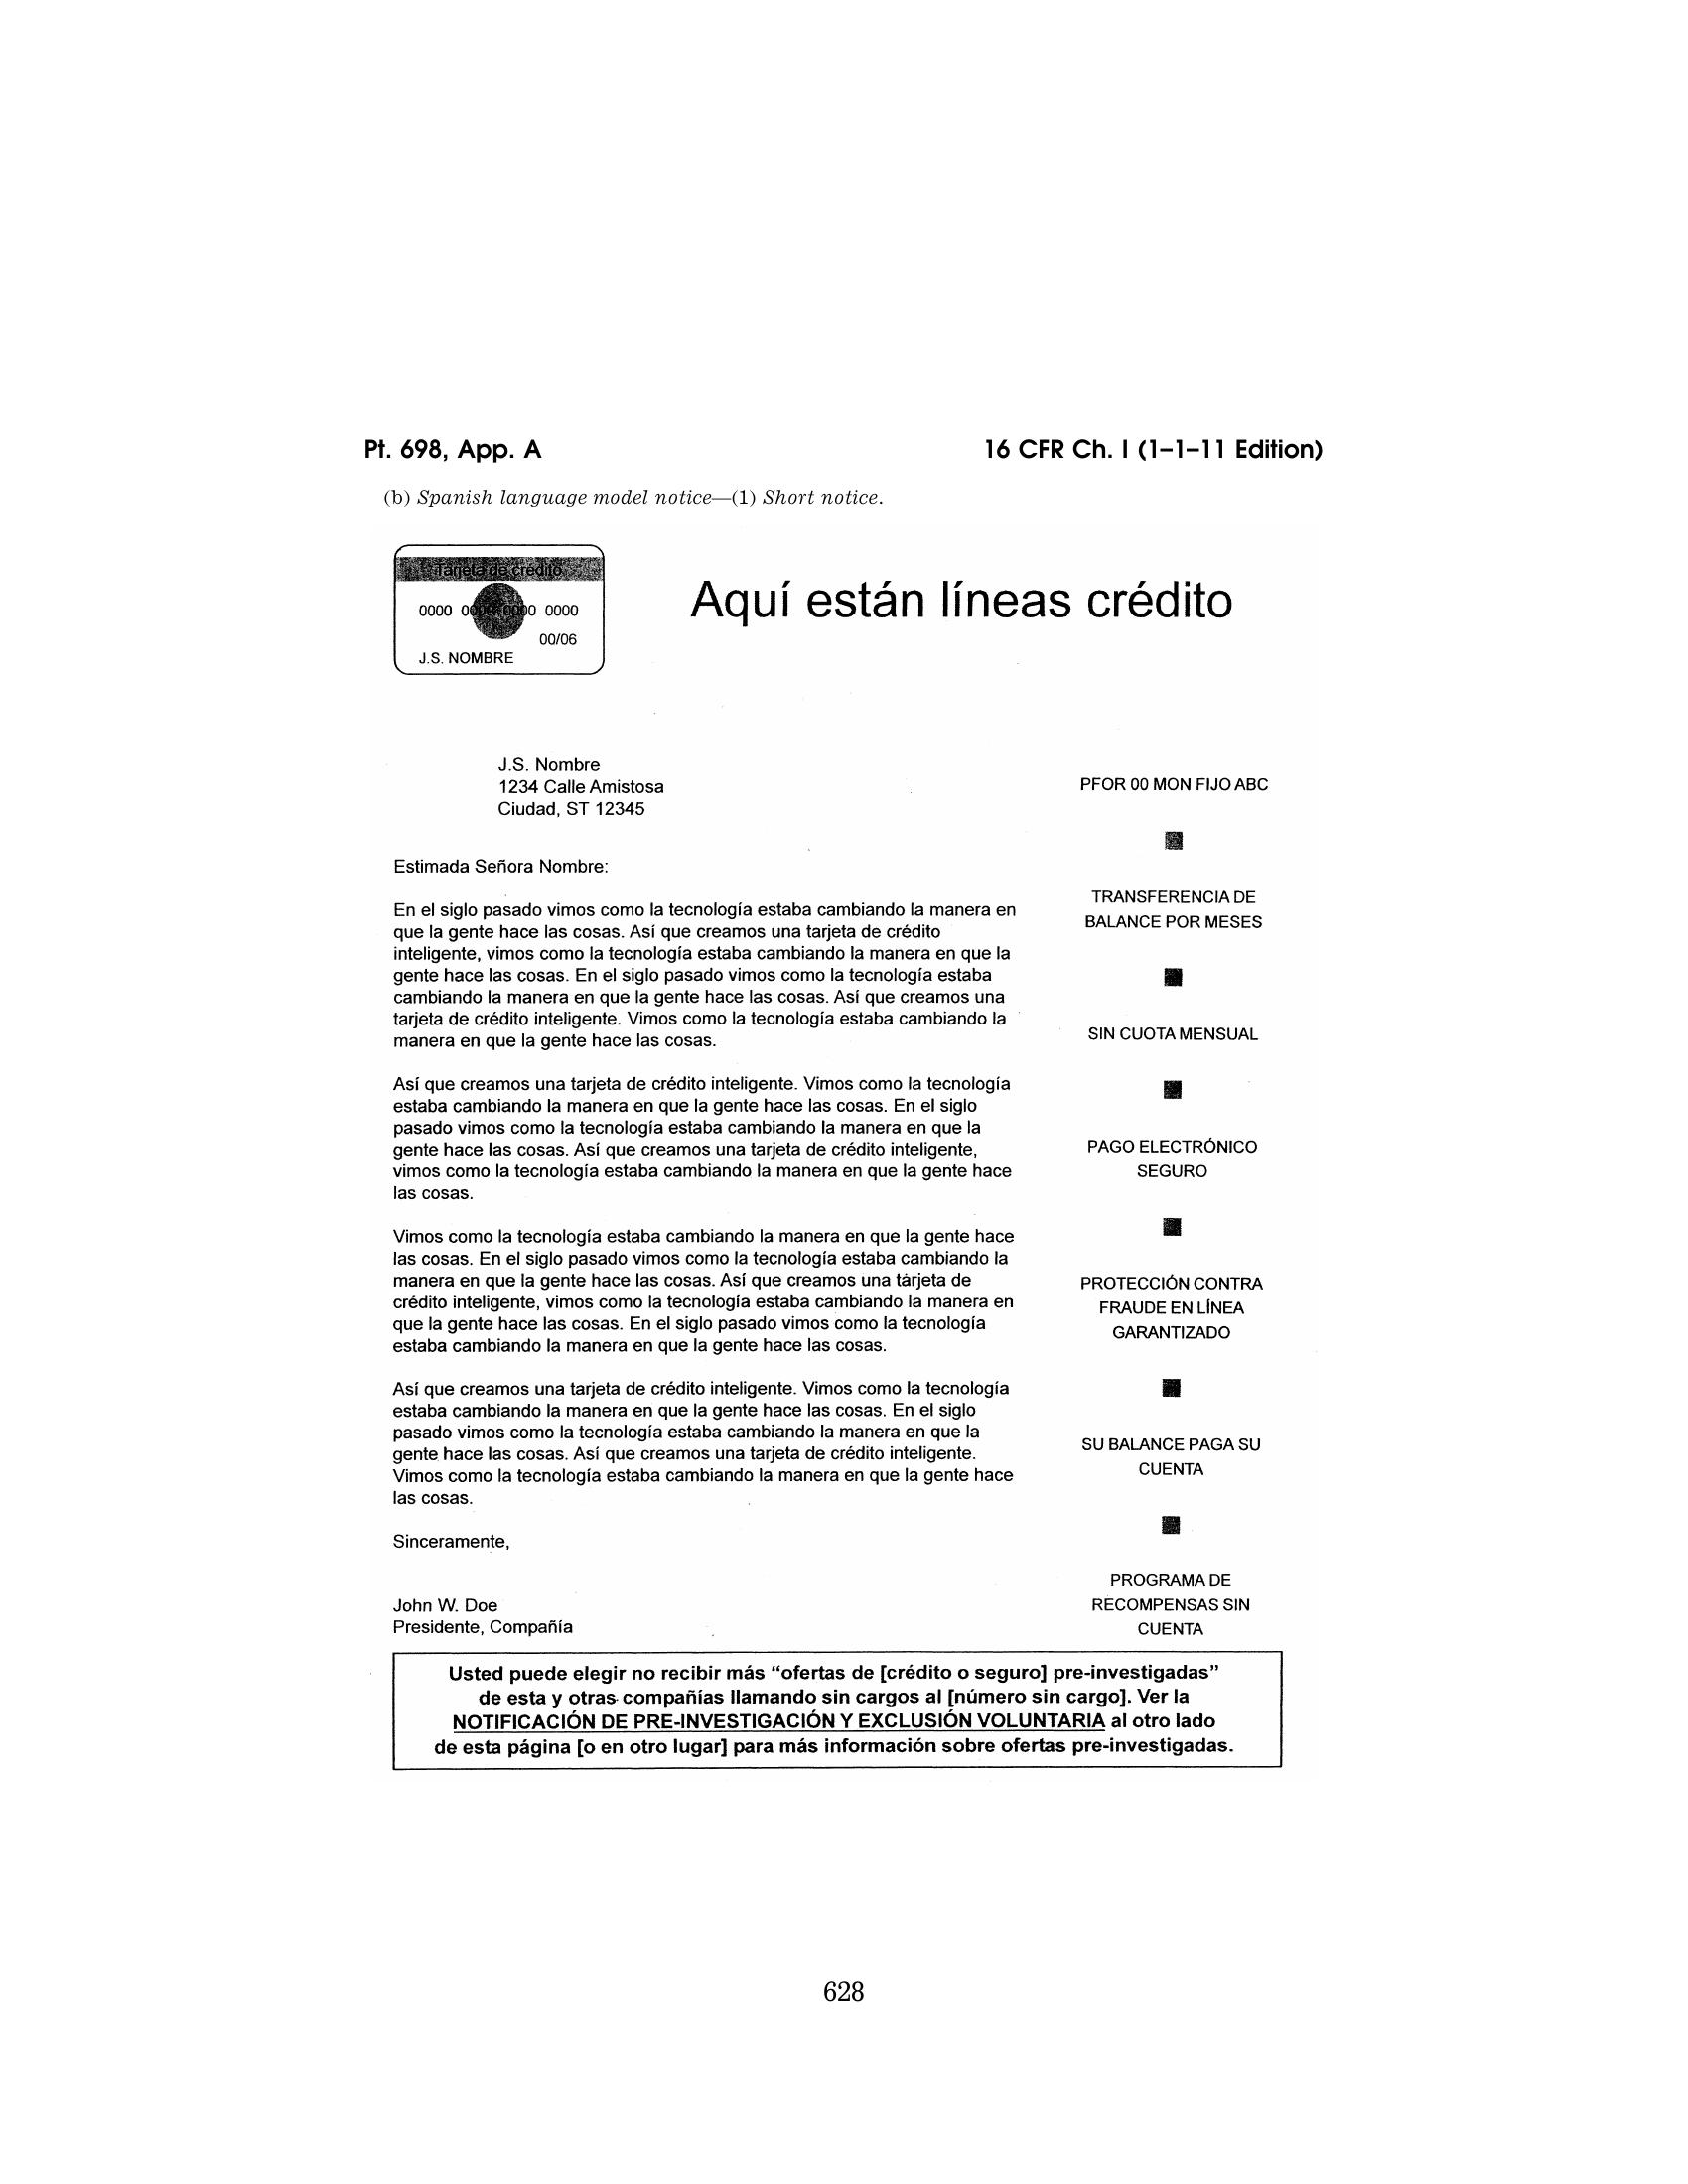 Pt. 698, App. A
16 CFR Ch. I (1–1–11 Edition)
(b) Spanish language model notice—(1) Short notice.
Tarjeta de crédito
0000 0000 0000 0000
00/06
J.S. NOMBRE
Aquí están líneas crédito
J.S. Nombre
1234 Calle Amistosa
Ciudad, ST 12345
Estimada Señora Nombre:
En el siglo pasado vimos como la tecnología estaba cambiando la manera en
que la gente hace las cosas. Así que creamos una tarjeta de crédito
inteligente, vimos como la tecnología estaba cambiando la manera en que la
gente hace las cosas. En el siglo pasado vimos como la tecnología estaba
cambiando la manera en que la gente hace las cosas. Así que creamos una
tarjeta de crédito inteligente. Vimos como la tecnología estaba cambiando la
manera en que la gente hace las cosas.
Así que creamos una tarjeta de crédito inteligente. Vimos como la tecnología
estaba cambiando la manera en que la gente hace las cosas. En el siglo
pasado vimos como la tecnología estaba cambiando la manera en que la
gente hace las cosas. Así que creamos una tarjeta de crédito inteligente,
vimos como la tecnología estaba cambiando la manera en que la gente hace
las cosas.
Vimos como la tecnología estaba cambiando la manera en que la gente hace
las cosas. En el siglo pasado vimos como la tecnología estaba cambiando la
manera en que la gente hace las cosas. Así que creamos una tarjeta de
crédito inteligente, vimos como la tecnología estaba cambiando la manera en
que la gente hace las cosas. En el siglo pasado vimos como la tecnología
estaba cambiando la manera en que la gente hace las cosas.
Así que creamos una tarjeta de crédito inteligente. Vimos como la tecnología
estaba cambiando la manera en que la gente hace las cosas. En el siglo
pasado vimos como la tecnología estaba cambiando la manera en que la
gente hace las cosas. Así que creamos una tarjeta de crédito inteligente.
Vimos como la tecnología estaba cambiando la manera en que la gente hace
las cosas.
Sinceramente,
John W. Doe
Presidente, Compañía
PFOR 00 MON FIJO ABC
TRANSFERENCIA DE
BALANCE POR MESES
SIN CUOTA MENSUAL
PAGO ELECTRÓNICO
SEGURO
PROTECCIÓN CONTRA
FRAUDE EN LÍNEA
GARANTIZADO
SU BALANCE PAGA SU
CUENTA
PROGRAMA DE
RECOMPENSAS SIN
CUENTA
Usted puede elegir no recibir más “ofertas de [crédito o seguro] pre-investigadas”
de esta y otras compañías llamando sin cargos al [número sin cargo]. Ver la
NOTIFICACIÓN DE PRE-INVESTIGACIÓN Y EXCLUSIÓN VOLUNTARIA al otro lado
de esta página [o en otro lugar] para más información sobre ofertas pre-investigadas.
628